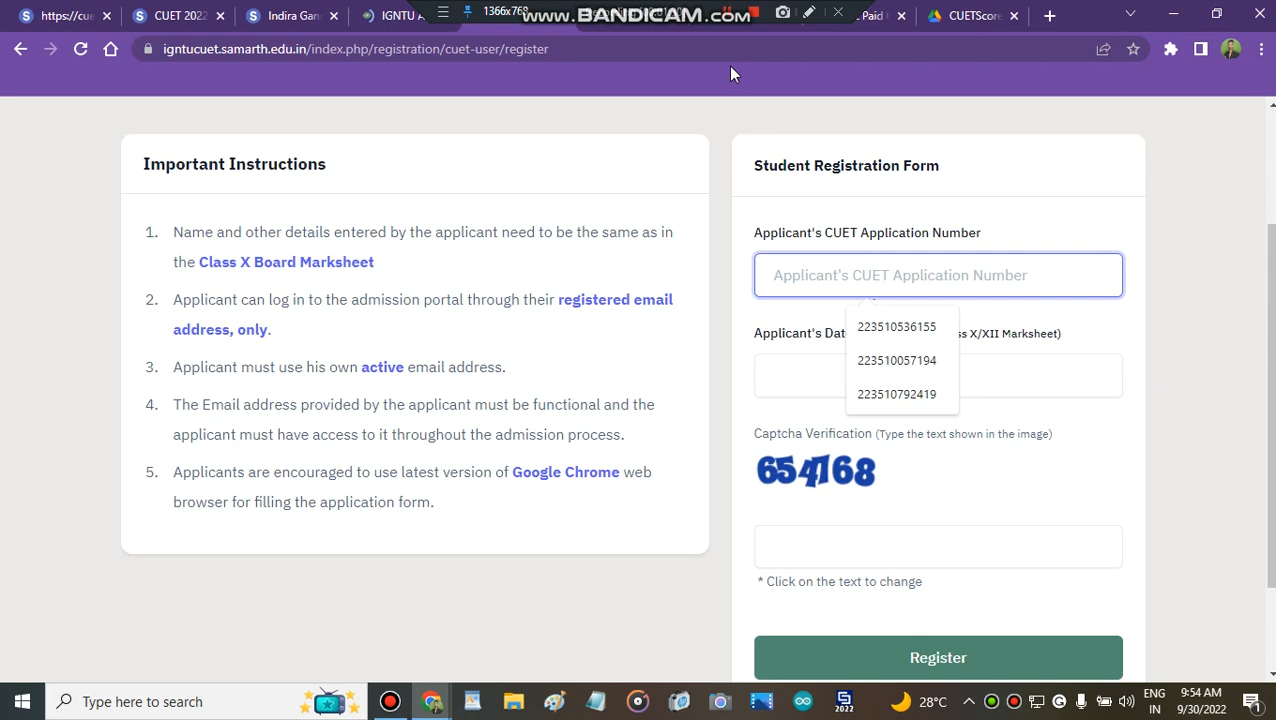 https://cue
CUET 2022
Indira Gan
IGNTU A
1366x768
www.BANDICAM.com
Paid C
CUETScore
igntucuet.samarth.edu.in/index.php/registration/cuet-user/register
Important Instructions
1. Name and other details entered by the applicant need to be the same as in
the Class X Board Marksheet
2. Applicant can log in to the admission portal through their registered email
address, only.
3. Applicant must use his own active email address.
4. The Email address provided by the applicant must be functional and the
applicant must have access to it throughout the admission process.
5. Applicants are encouraged to use latest version of Google Chrome web
browser for filling the application form.
Student Registration Form
Applicant's CUET Application Number
Applicant's CUET Application Number
223510536155
Applicant's Dat ss X/XII Marksheet)
223510057194
223510792419
Captcha Verification (Type the text shown in the image)
654768
* Click on the text to change
Register
Type here to search
2022
28°C
ENG
IN
9:54 AM
9/30/2022